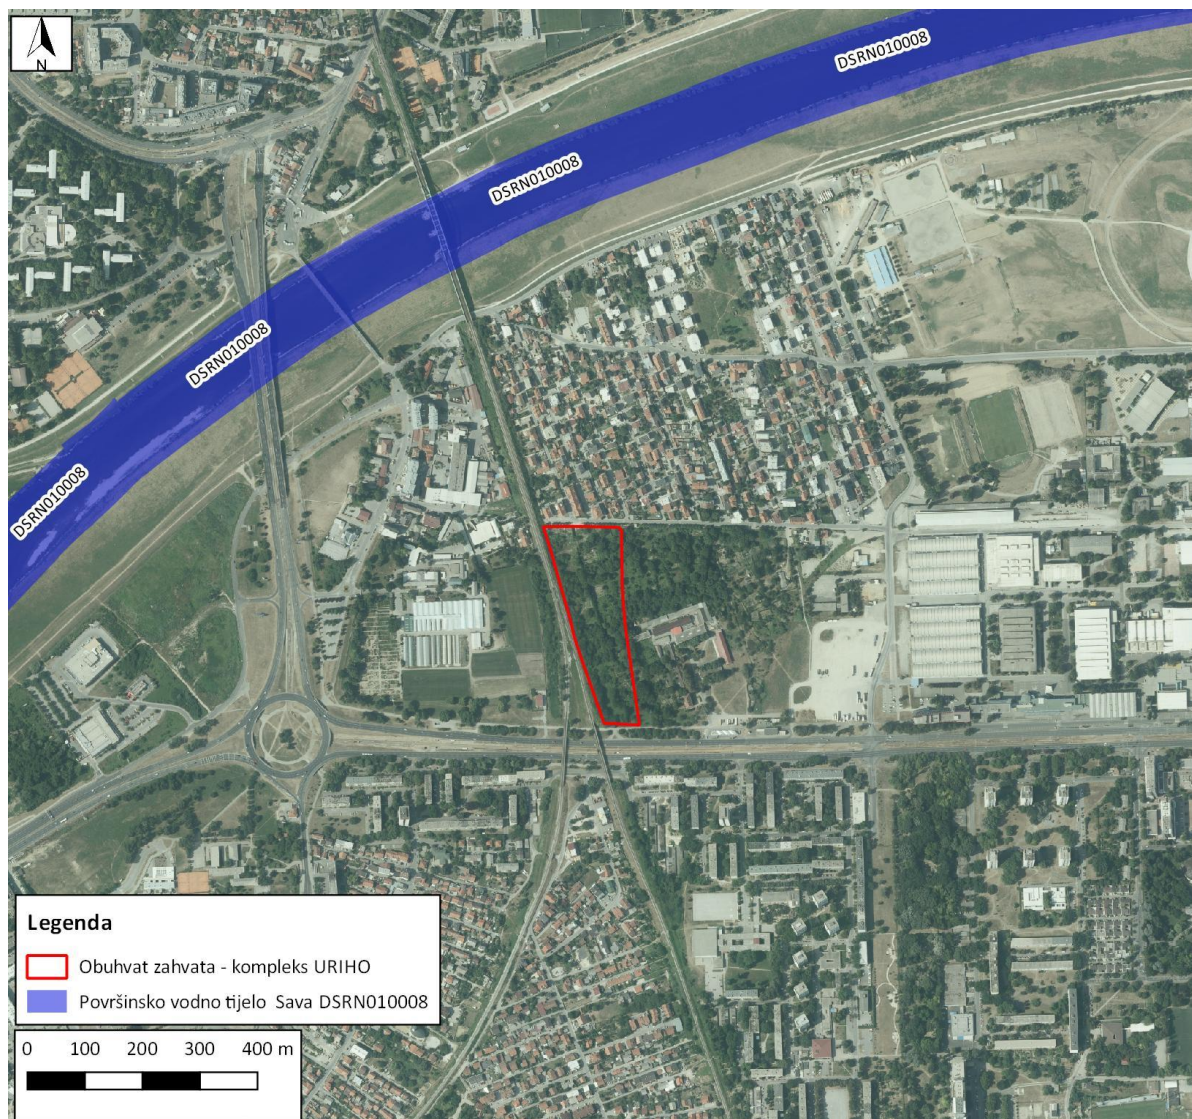 N
DSRN010008
DSRN010008
DSRN010008
DSRN010008
Legenda
Obuhvat zahvata - kompleks URIHO
Površinsko vodno tijelo Sava DSRN010008
0 100 200 300 400 m